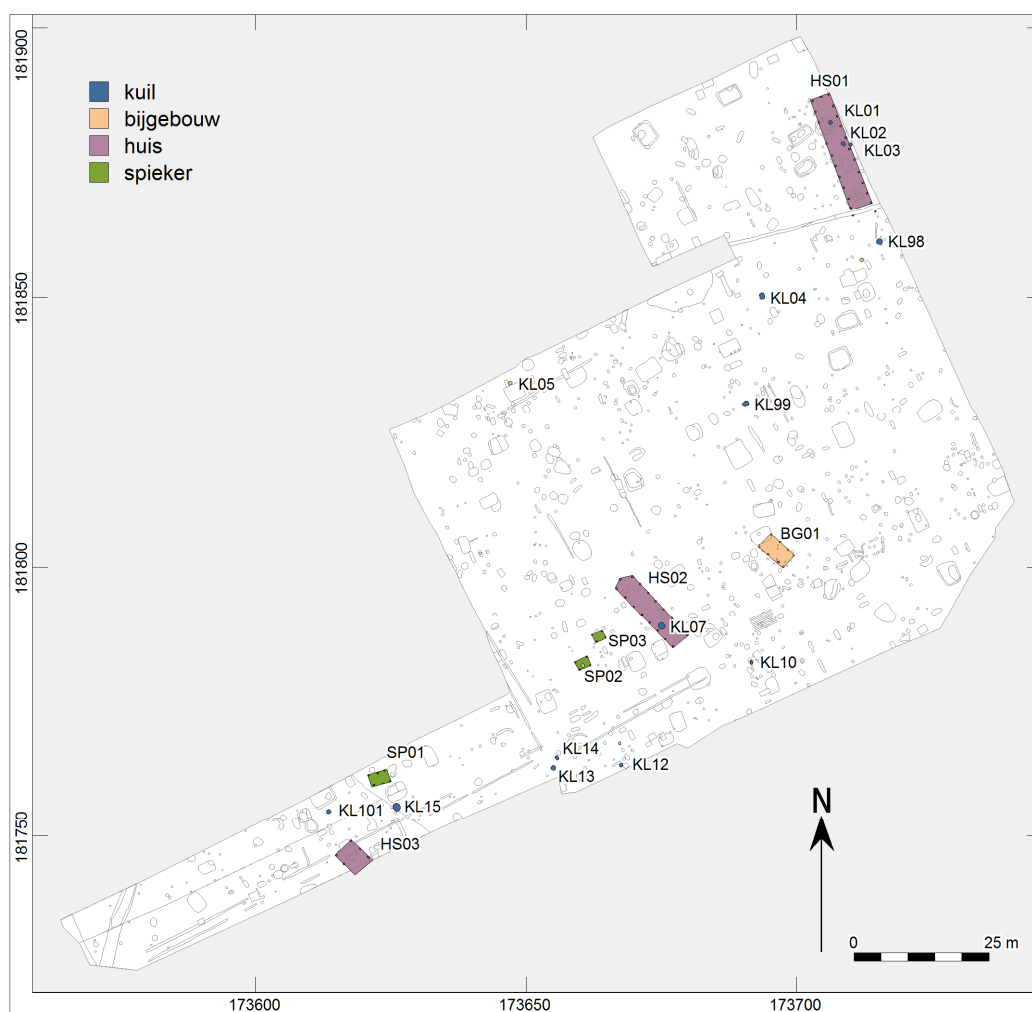 181900
kuil
bijgebouw
huis
spieker
HS01
KL01
KL02
KL03
KL98
181850
KL04
KL05
KL99
BG01
181800
HS02
KL07
SP03
SP02
KL10
SP01
KL14
KL13
KL12
KL101
KL15
181750
HS03
N
0 25 m
173600 173650 173700